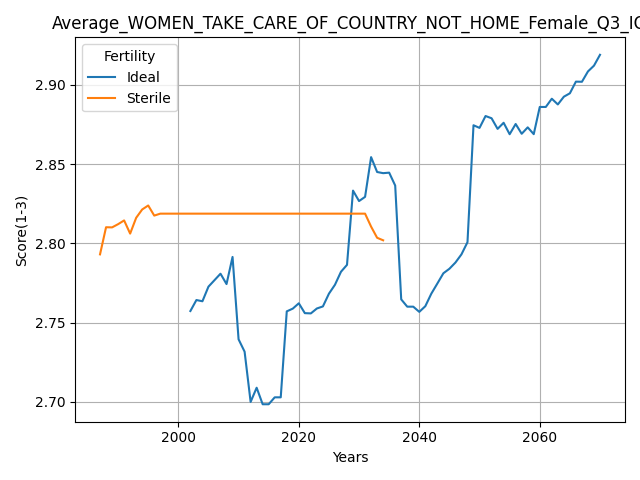 Average_WOMEN_TAKE_CARE_OF_COUNTRY_NOT_HOME_Female_Q3_IC
Fertility
Ideal
Sterile
Score(1-3)
2.90
2.85
2.80
2.75
2.70
2000 2020 2040 2060
Years